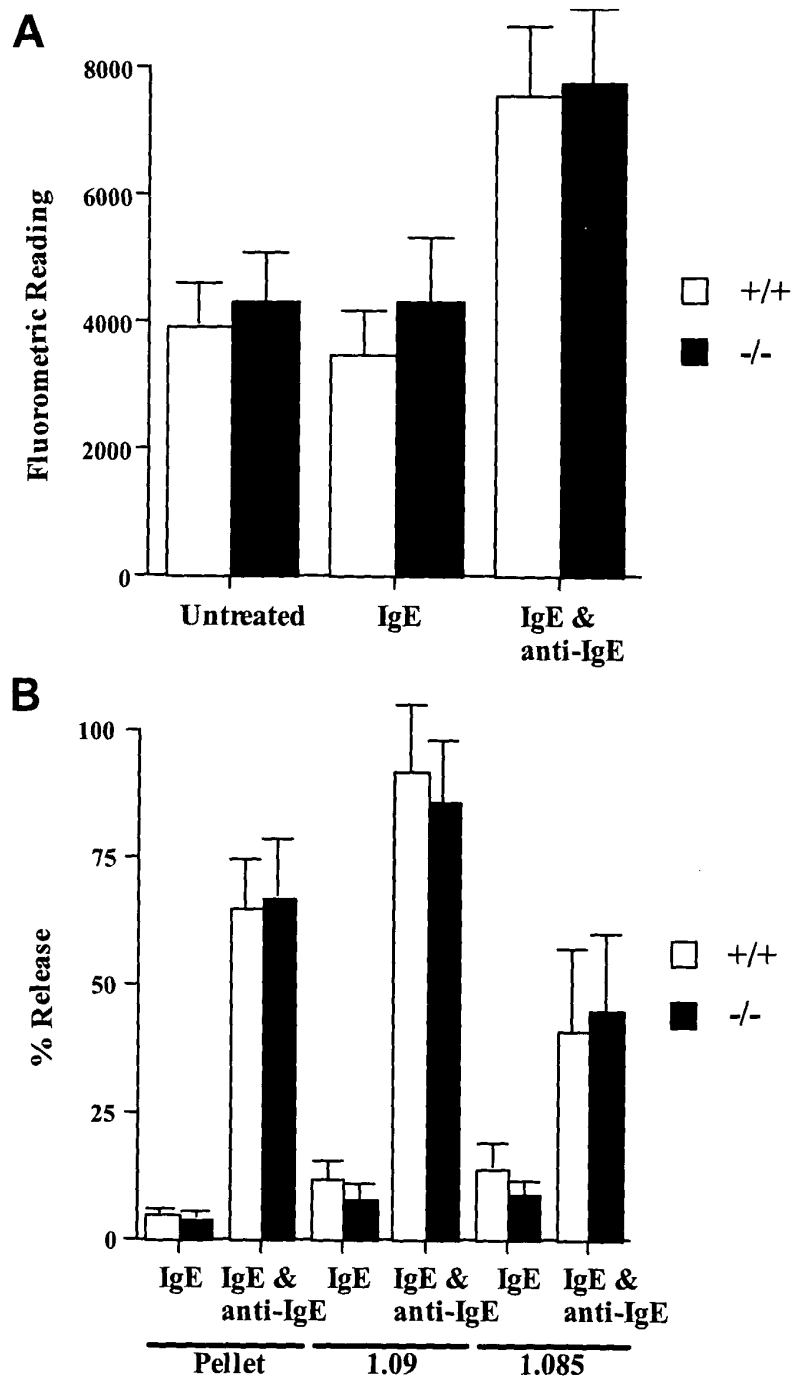 A
8000
6000
4000
2000
0
Fluorometric Reading
Untreated
IgE
IgE &
anti-IgE
+/+
-/-
B
100
75
50
25
0
% Release
IgE
IgE &
anti-IgE
IgE
IgE &
anti-IgE
IgE
IgE &
anti-IgE
Pellet
1.09
1.085
+/+
-/-